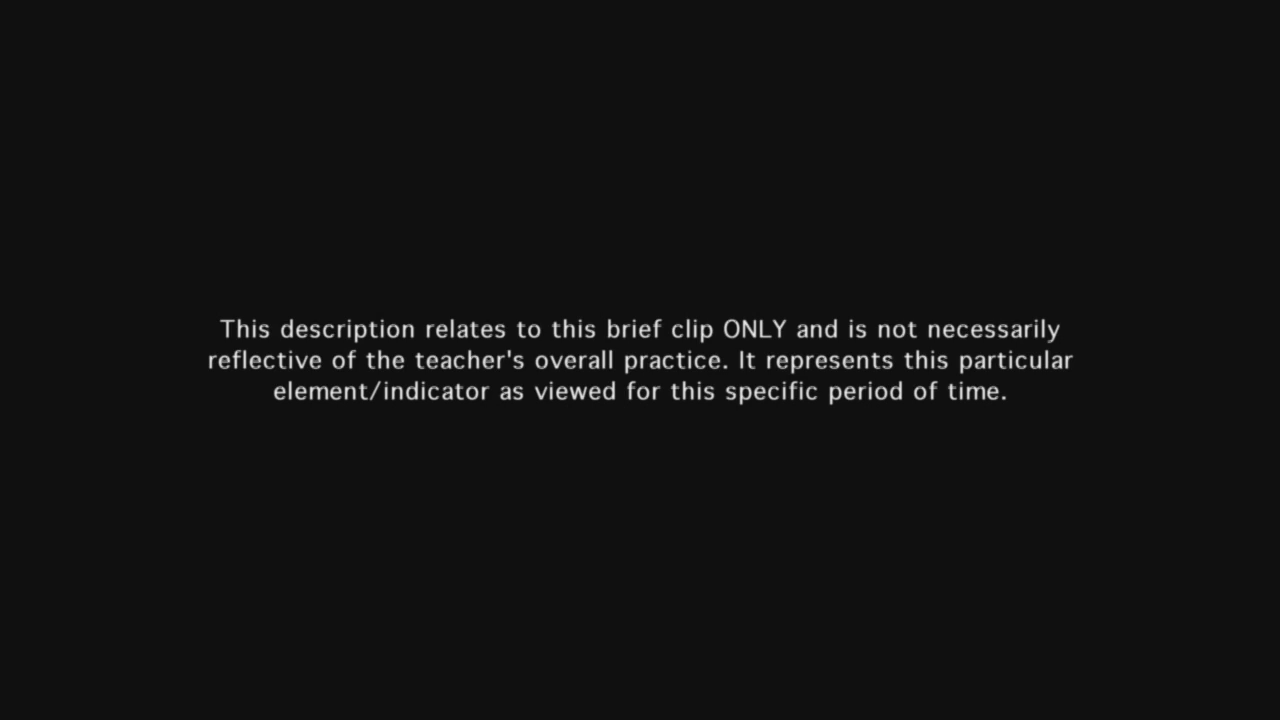 This description relates to this brief clip ONLY and is not necessarily
reflective of the teacher's overall practice. It represents this particular
element/indicator as viewed for this specific period of time.